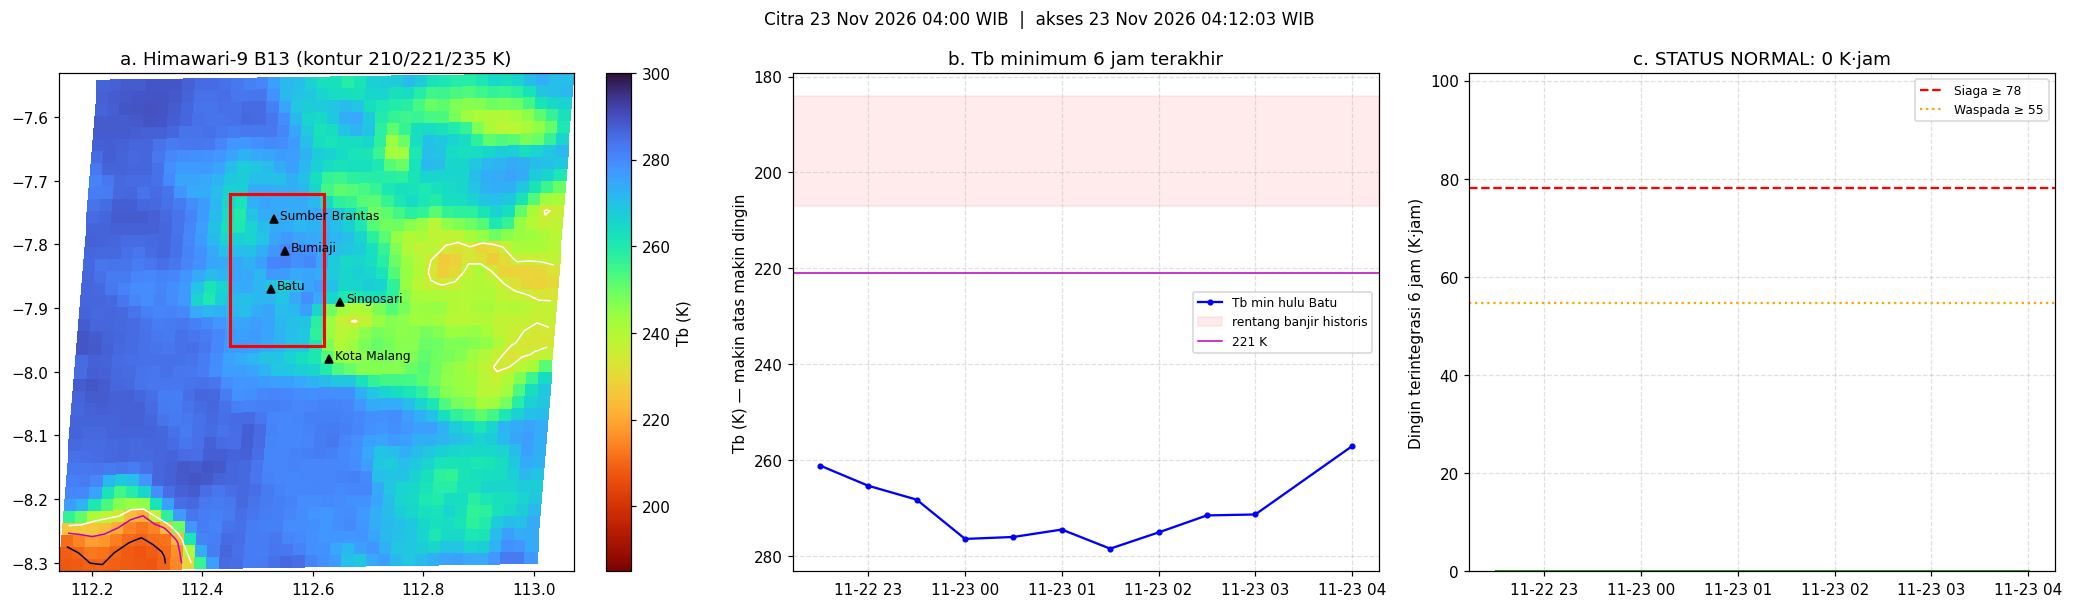 Citra 23 Nov 2026 04:00 WIB | akses 23 Nov 2026 04:12:03 WIB
a. Himawari-9 B13 (kontur 210/221/235 K)
−7.6
−7.7
−7.8
−7.9
−8.0
−8.1
−8.2
−8.3
112.2
112.4
112.6
112.8
113.0
Sumber Brantas
Bumiaji
Batu
Singosari
Kota Malang
300
280
260
240
220
200
Tb (K)
b. Tb minimum 6 jam terakhir
Tb (K) — makin atas makin dingin
180
200
220
240
260
280
Tb min hulu Batu
rentang banjir historis
221 K
11-22 23
11-23 00
11-23 01
11-23 02
11-23 03
11-23 04
c. STATUS NORMAL: 0 K·jam
Dingin terintegrasi 6 jam (K·jam)
100
80
60
40
20
0
Siaga ≥ 78
Waspada ≥ 55
11-22 23
11-23 00
11-23 01
11-23 02
11-23 03
11-23 04